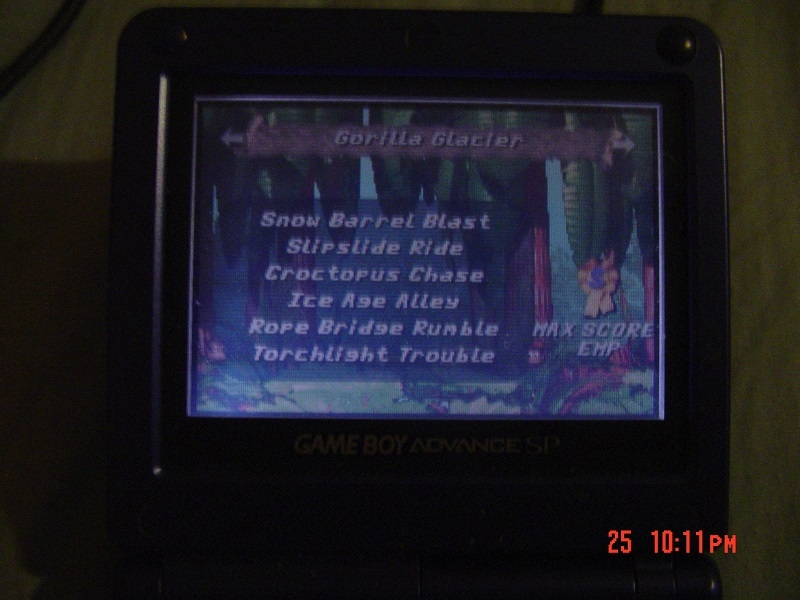 Gorilla Glacier
Snow Barrel Blast
Slipslide Ride
Croctopus Chase
Ice Age Alley
Rope Bridge Rumble
Torchlight Trouble
MAX SCORE
EMP
GAME BOY ADVANCE SP
25 10:11PM